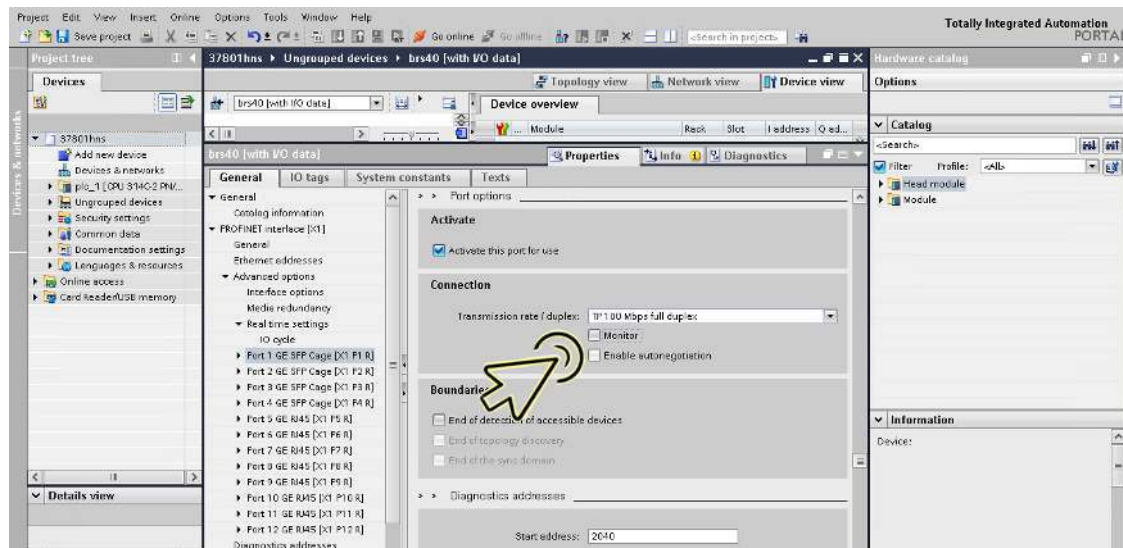 Project Edit View Insert Online Options Tools Window Help
Totally Integrated Automation
PORTAL
Save project
Go online
Go offline
<Search in project>
Project tree
37801hns ▸ Ungrouped devices ▸ brs40 [with I/O data]
Hardware catalog
Devices
Topology view
Network view
Device view
Options
brs40 [with I/O data]
Device overview
Devices & networks
... Module Rack Slot I address Q ad...
Catalog
<Search>
Filter Profile: <All>
Head module
Module
37801hns
Add new device
Devices & networks
plc_1 [CPU 314C-2 PN/...
Ungrouped devices
Security settings
Common data
Documentation settings
Languages & resources
Online access
Card Reader/USB memory
brs40 [with I/O data]
Properties
Info
Diagnostics
General
IO tags
System constants
Texts
General
Catalog information
PROFINET interface [X1]
General
Ethernet addresses
Advanced options
Interface options
Media redundancy
Real time settings
IO cycle
Port 1 GE SFP Cage [X1 P1 R]
Port 2 GE SFP Cage [X1 P2 R]
Port 3 GE SFP Cage [X1 P3 R]
Port 4 GE SFP Cage [X1 P4 R]
Port 5 GE RJ45 [X1 P5 R]
Port 6 GE RJ45 [X1 P6 R]
Port 7 GE RJ45 [X1 P7 R]
Port 8 GE RJ45 [X1 P8 R]
Port 9 GE RJ45 [X1 P9 R]
Port 10 GE RJ45 [X1 P10 R]
Port 11 GE RJ45 [X1 P11 R]
Port 12 GE RJ45 [X1 P12 R]
Diagnostics addresses
> > Port options
Activate
Activate this port for use
Connection
Transmission rate / duplex: TP 100 Mbps full duplex
Monitor
Enable autonegotiation
Boundaries
End of detection of accessible devices
End of topology discovery
End of the sync domain
> > Diagnostics addresses
Start address: 2040
Information
Device:
Details view